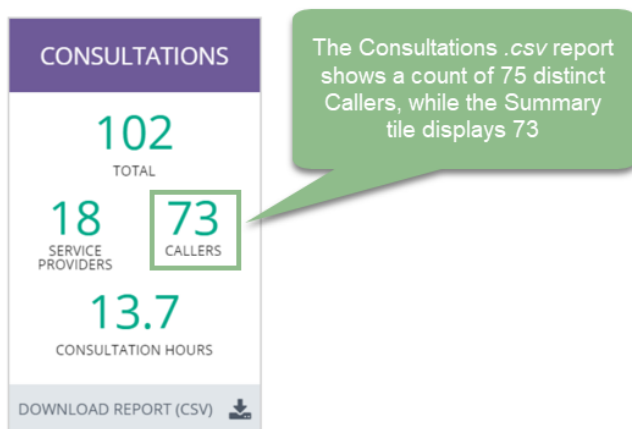 CONSULTATIONS
The Consultations .csv report
shows a count of 75 distinct
Callers, while the Summary
tile displays 73
102
TOTAL
18
SERVICE
PROVIDERS
73
CALLERS
13.7
CONSULTATION HOURS
DOWNLOAD REPORT (CSV)